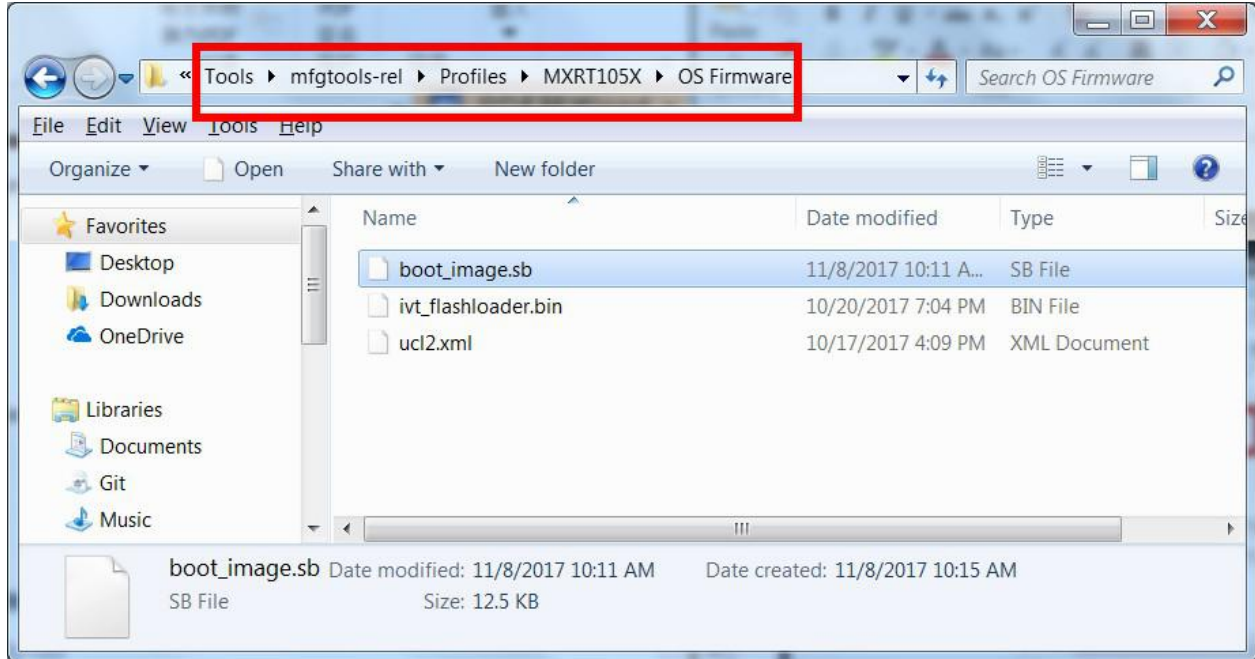 « Tools ▸ mfgtools-rel ▸ Profiles ▸ MXRT105X ▸ OS Firmware Search OS Firmware
File Edit View Tools Help
Organize Open Share with New folder
Name Date modified Type Size
Favorites
Desktop
Downloads
OneDrive
Libraries
Documents
Git
Music
boot_image.sb 11/8/2017 10:11 A... SB File
ivt_flashloader.bin 10/20/2017 7:04 PM BIN File
ucl2.xml 10/17/2017 4:09 PM XML Document
boot_image.sb Date modified: 11/8/2017 10:11 AM Date created: 11/8/2017 10:15 AM
SB File Size: 12.5 KB